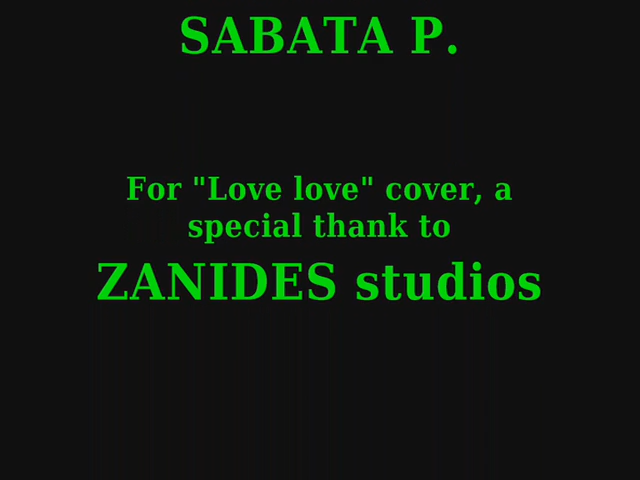 SABATA P.
For "Love love" cover, a
special thank to
ZANIDES studios